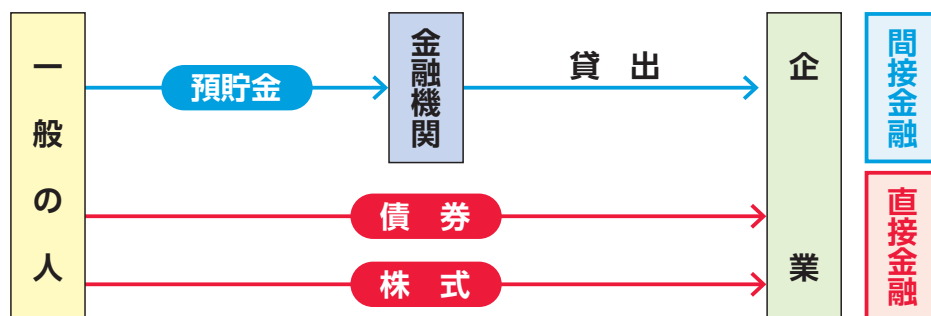 一般の人
預貯金
金融機関
貸出
企業
間接金融
債券
株式
直接金融